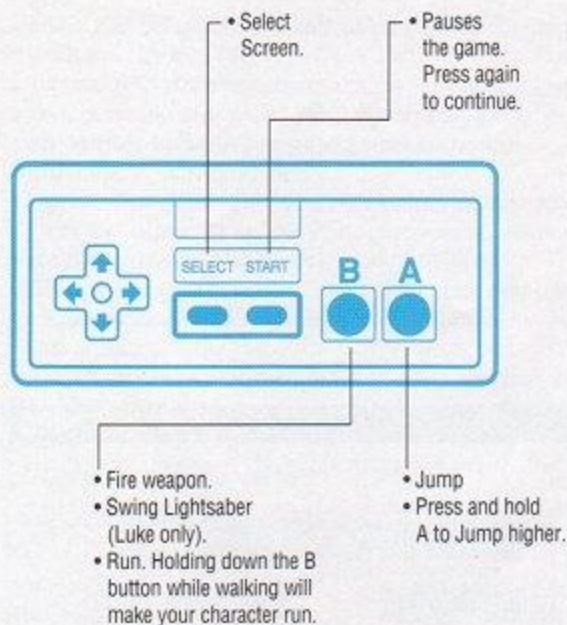 • Select
Screen.
• Pauses
the game.
Press again
to continue.
SELECT START
B A
• Fire weapon.
• Swing Lightsaber
(Luke only).
• Run. Holding down the B
button while walking will
make your character run.
• Jump
• Press and hold
A to Jump higher.